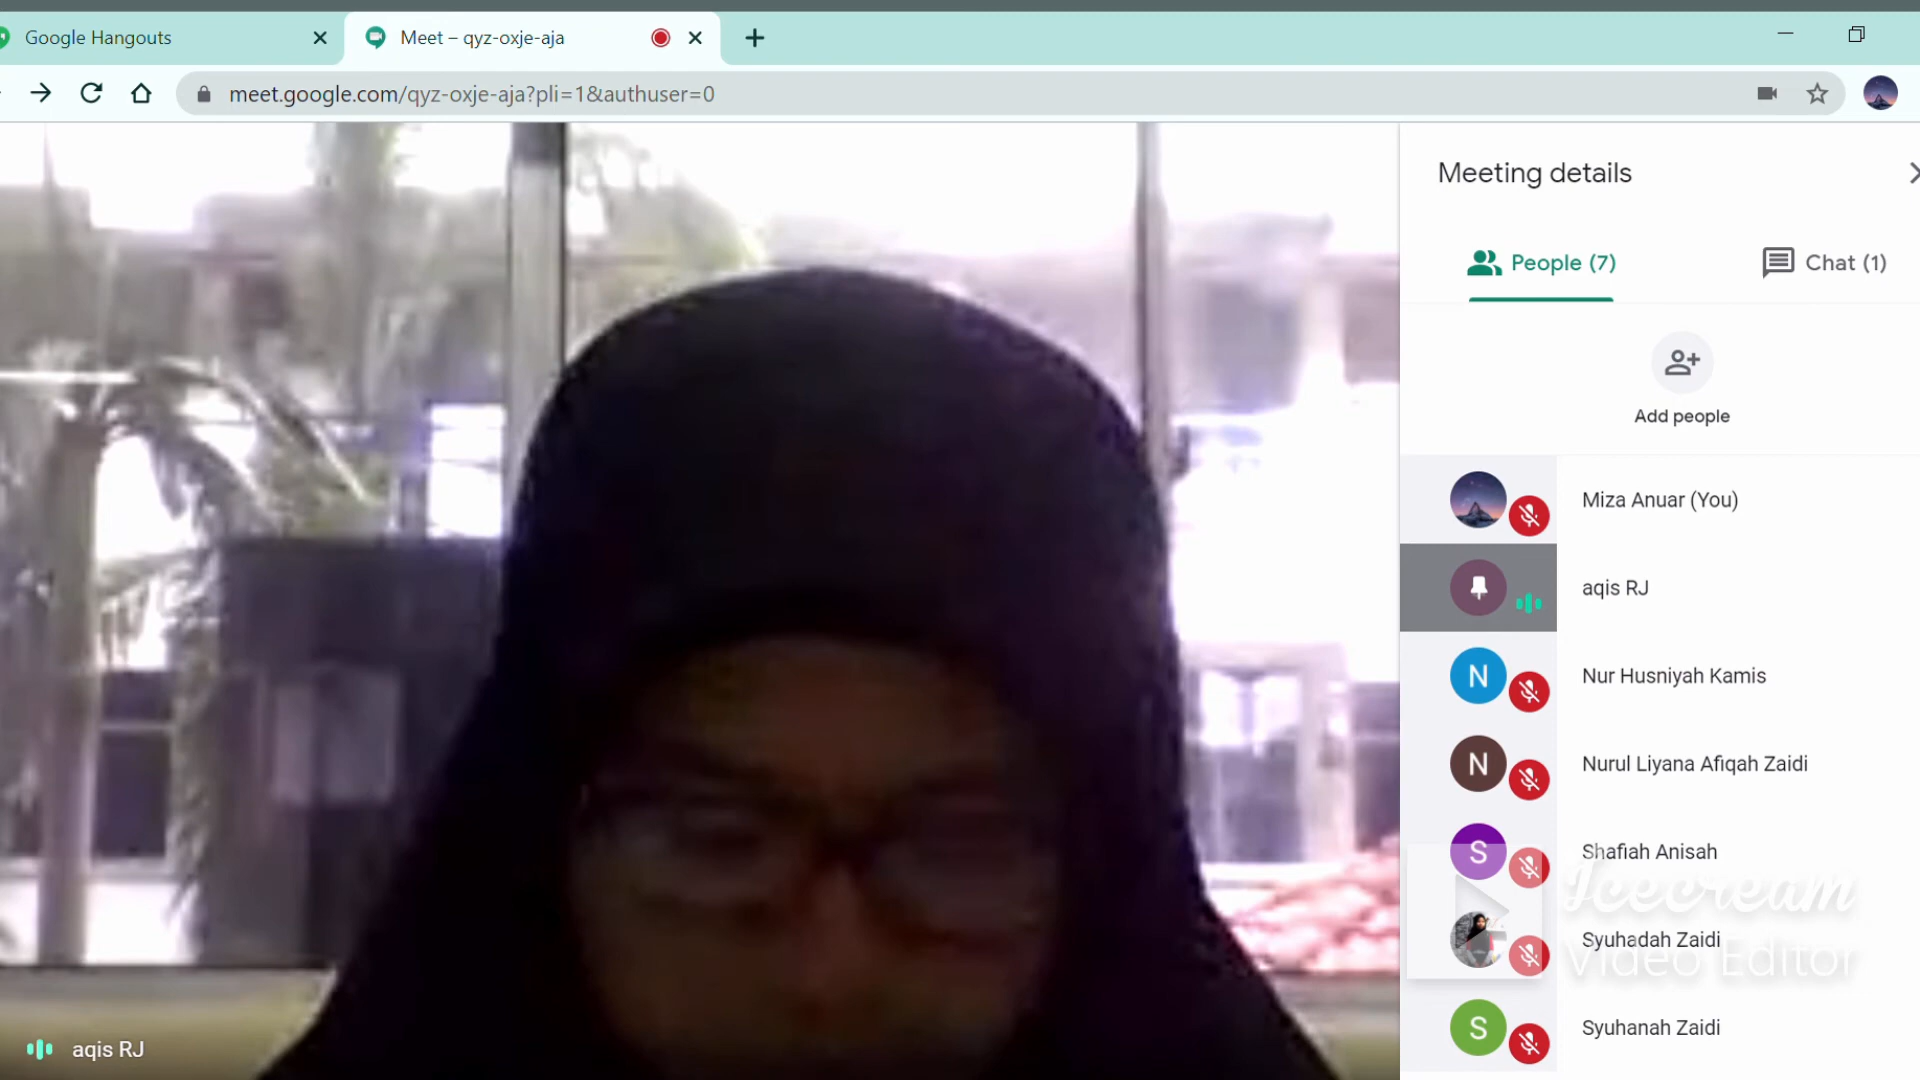 Google Hangouts
Meet – qyz-oxje-aja
meet.google.com/qyz-oxje-aja?pli=1&authuser=0
Meeting details
People (7)
Chat (1)
Add people
Miza Anuar (You)
aqis RJ
N
Nur Husniyah Kamis
N
Nurul Liyana Afiqah Zaidi
S
Shafiah Anisah
Icecream
Syuhadah Zaidi
Video Editor
S
Syuhanah Zaidi
aqis RJ